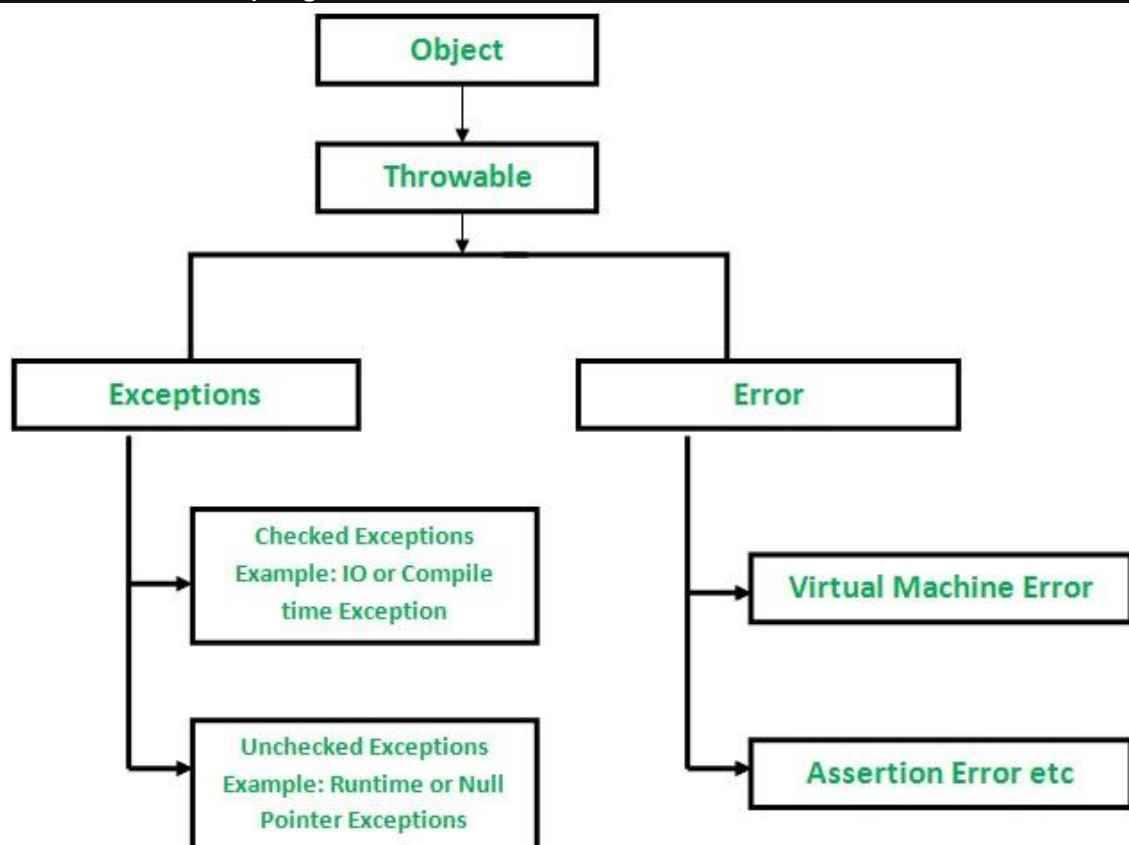 Object
Throwable
Exceptions
Error
Checked Exceptions
Example: IO or Compile
time Exception
Virtual Machine Error
Unchecked Exceptions
Example: Runtime or Null
Pointer Exceptions
Assertion Error etc